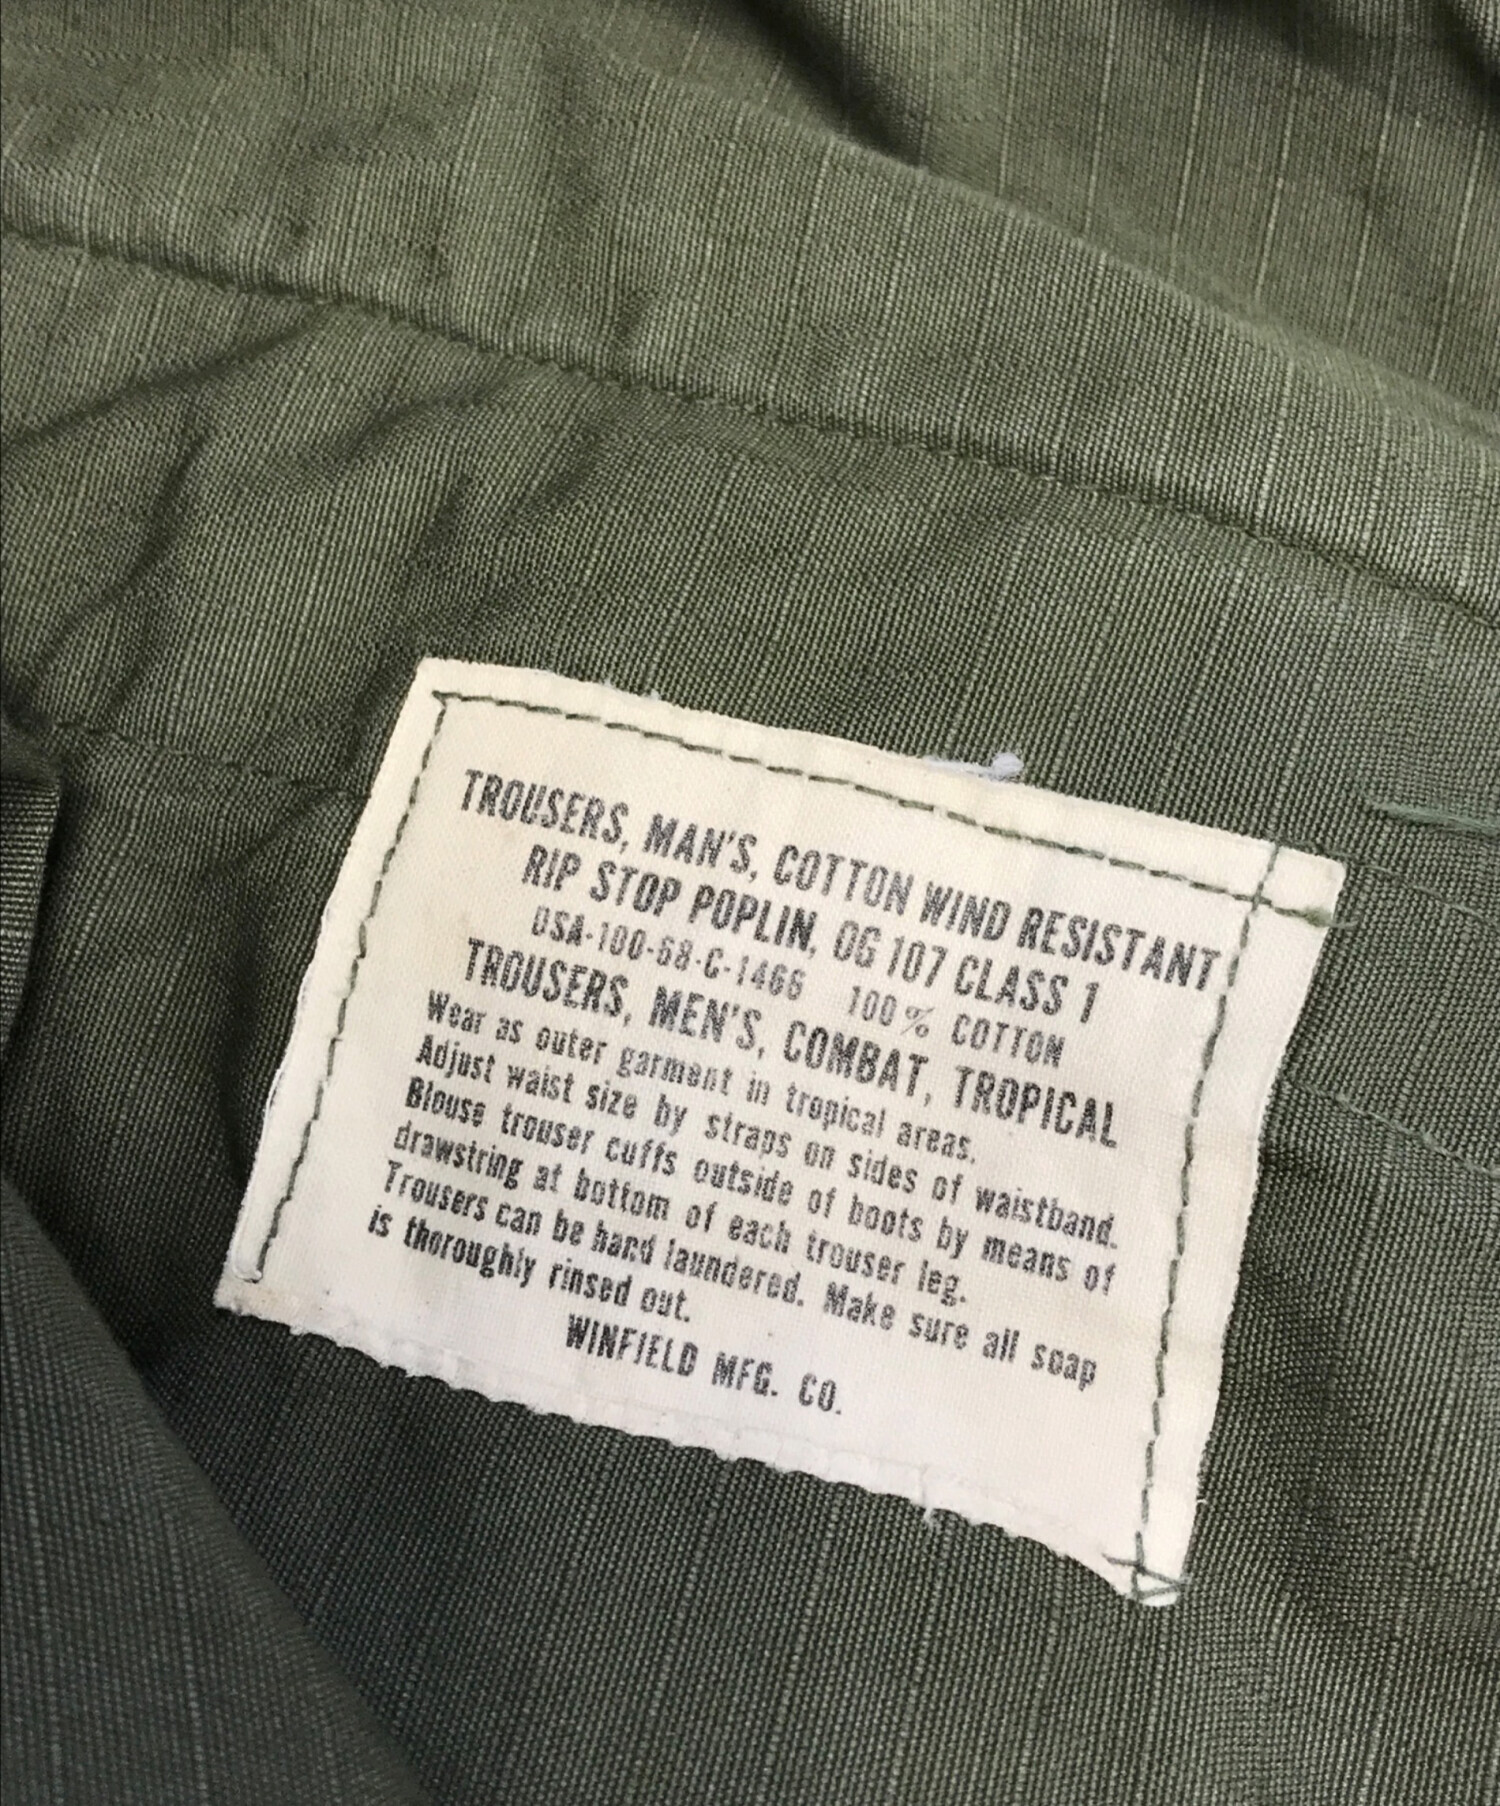 TROUSERS, MAN'S, COTTON WIND RESISTANT
RIP STOP POPLIN, OG 107 CLASS 1
DSA-100-68-C-1466 100% COTTON
TROUSERS, MEN'S, COMBAT, TROPICAL
Wear as outer garment in tropical areas.
Adjust waist size by straps on sides of waistband.
Blouse trouser cuffs outside of boots by means of
drawstring at bottom of each trouser leg.
Trousers can be hand laundered. Make sure all soap
is thoroughly rinsed out.
WINFIELD MFG. CO.